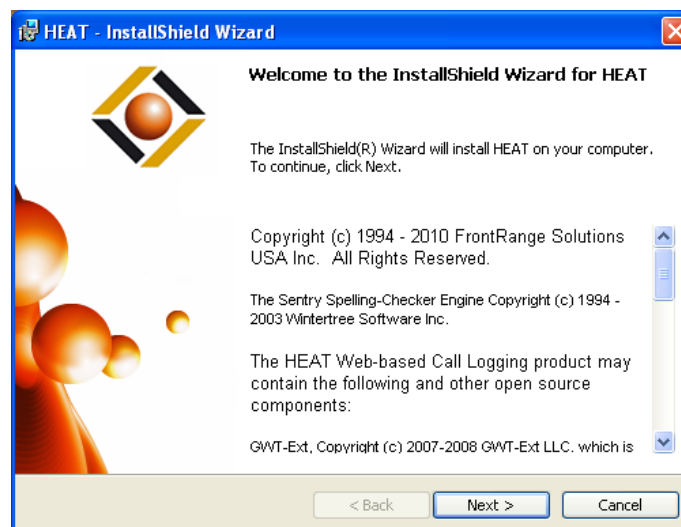 HEAT - InstallShield Wizard
Welcome to the InstallShield Wizard for HEAT
The InstallShield(R) Wizard will install HEAT on your computer.
To continue, click Next.
Copyright (c) 1994 - 2010 FrontRange Solutions
USA Inc. All Rights Reserved.
The Sentry Spelling-Checker Engine Copyright (c) 1994 -
2003 Wintertree Software Inc.
The HEAT Web-based Call Logging product may
contain the following and other open source
components:
GWT-Ext, Copyright (c) 2007-2008 GWT-Ext LLC. which is
< Back
Next >
Cancel